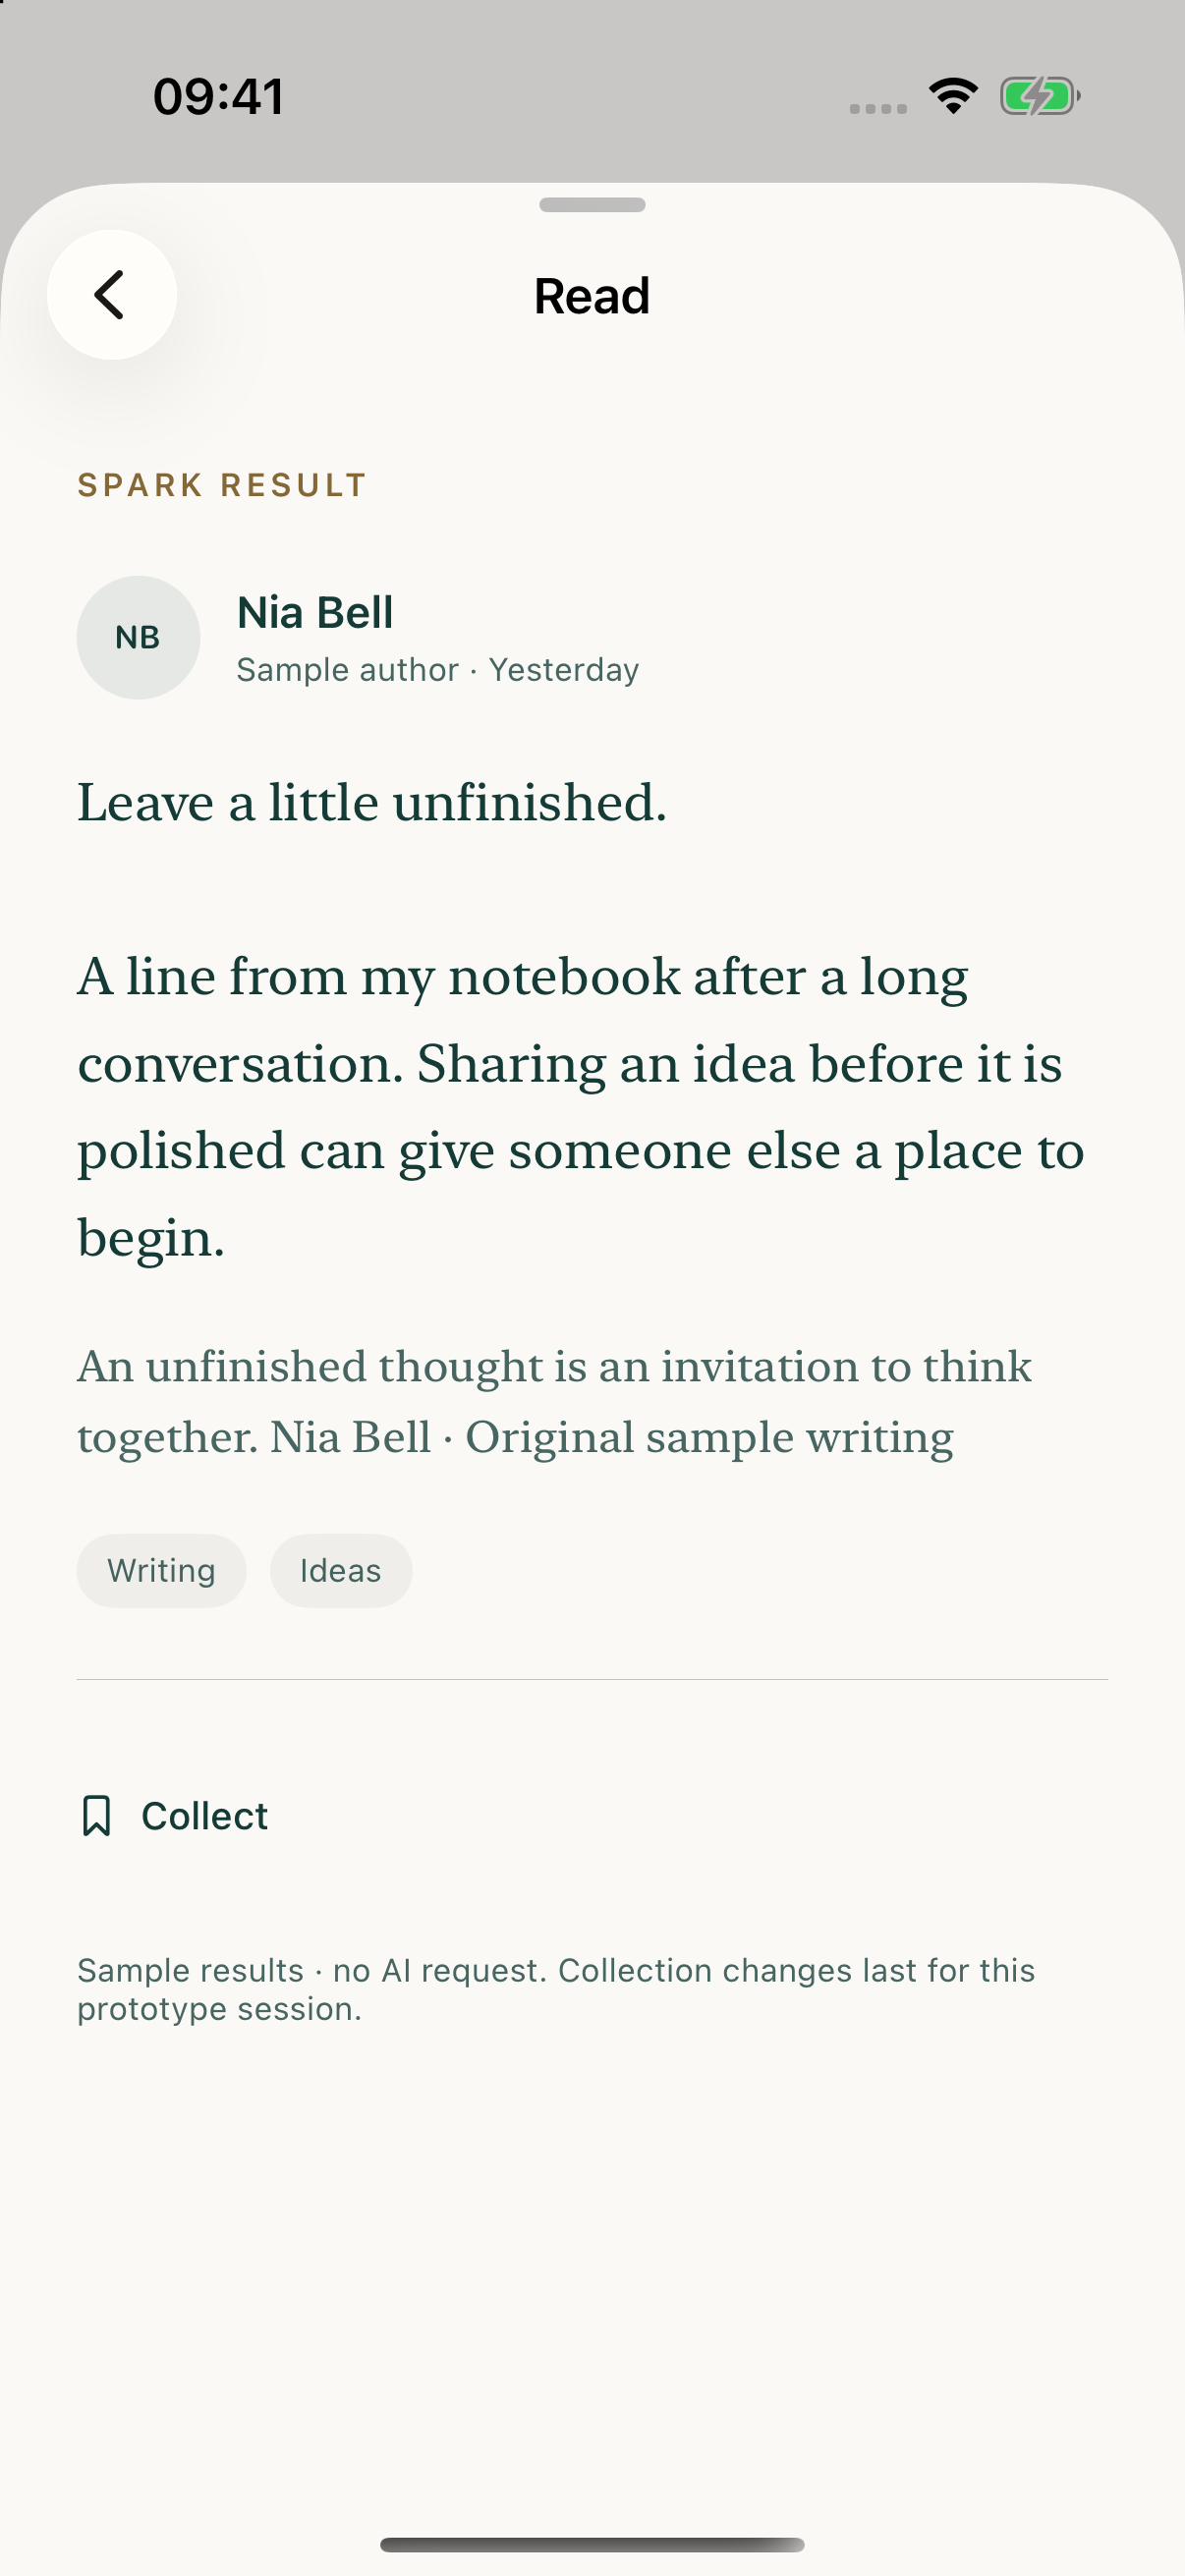 09:41
Read
SPARK RESULT
NB
Nia Bell
Sample author · Yesterday
Leave a little unfinished.
A line from my notebook after a long
conversation. Sharing an idea before it is
polished can give someone else a place to
begin.
An unfinished thought is an invitation to think
together. Nia Bell · Original sample writing
Writing
Ideas
Collect
Sample results · no AI request. Collection changes last for this
prototype session.